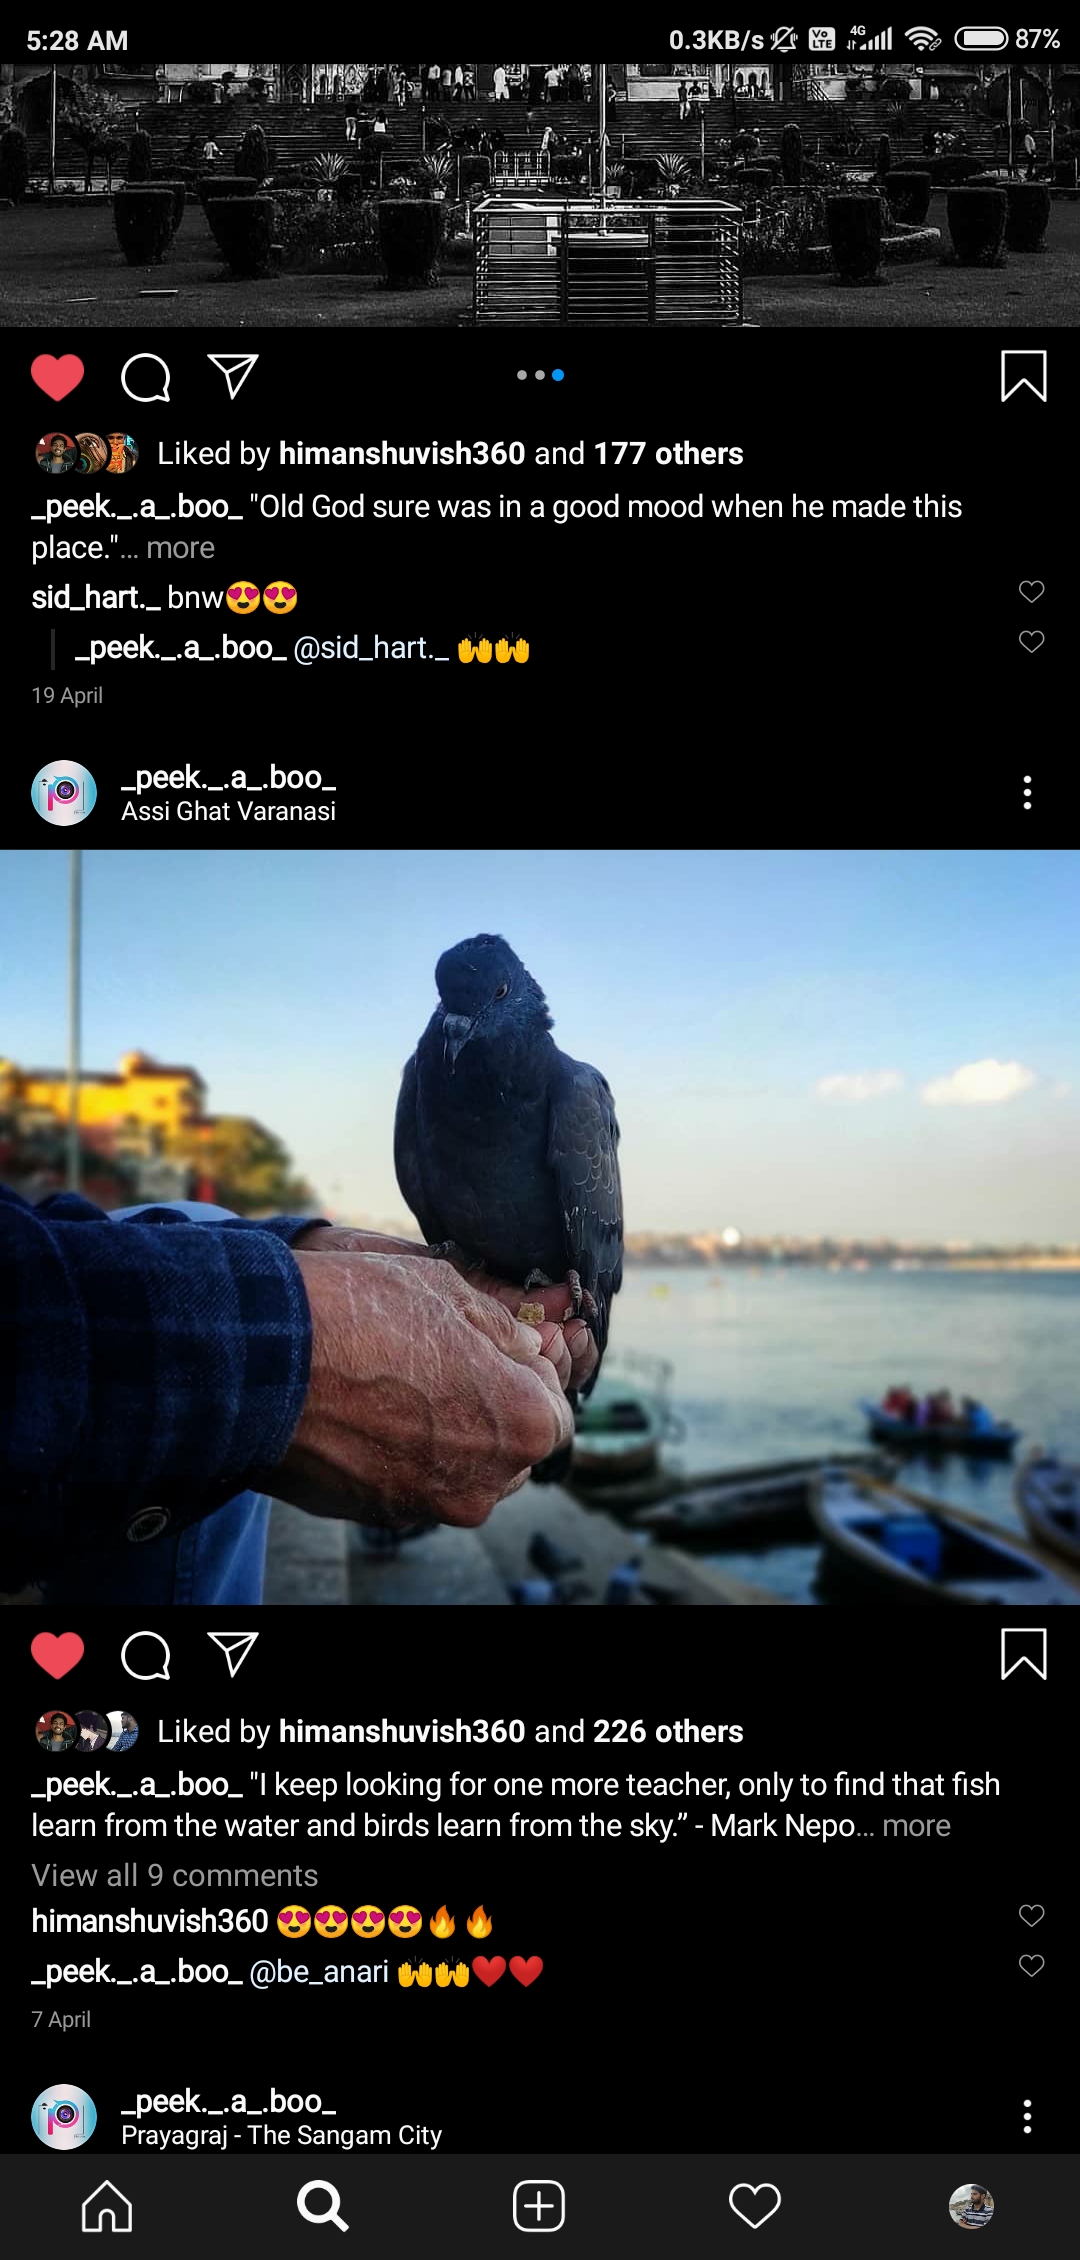 5:28 AM 0.3KB/s Vo LTE 4G 87%
Liked by himanshuvish360 and 177 others
_peek._.a_.boo_ "Old God sure was in a good mood when he made this
place."... more
sid_hart._ bnw😍😍
_peek._.a_.boo_ @sid_hart._ 🙌🙌
19 April
_peek._.a_.boo_
Assi Ghat Varanasi
Liked by himanshuvish360 and 226 others
_peek._.a_.boo_ "I keep looking for one more teacher, only to find that fish
learn from the water and birds learn from the sky.” - Mark Nepo... more
View all 9 comments
himanshuvish360 😍😍😍😍🔥🔥
_peek._.a_.boo_ @be_anari 🙌🙌❤️❤️
7 April
_peek._.a_.boo_
Prayagraj - The Sangam City